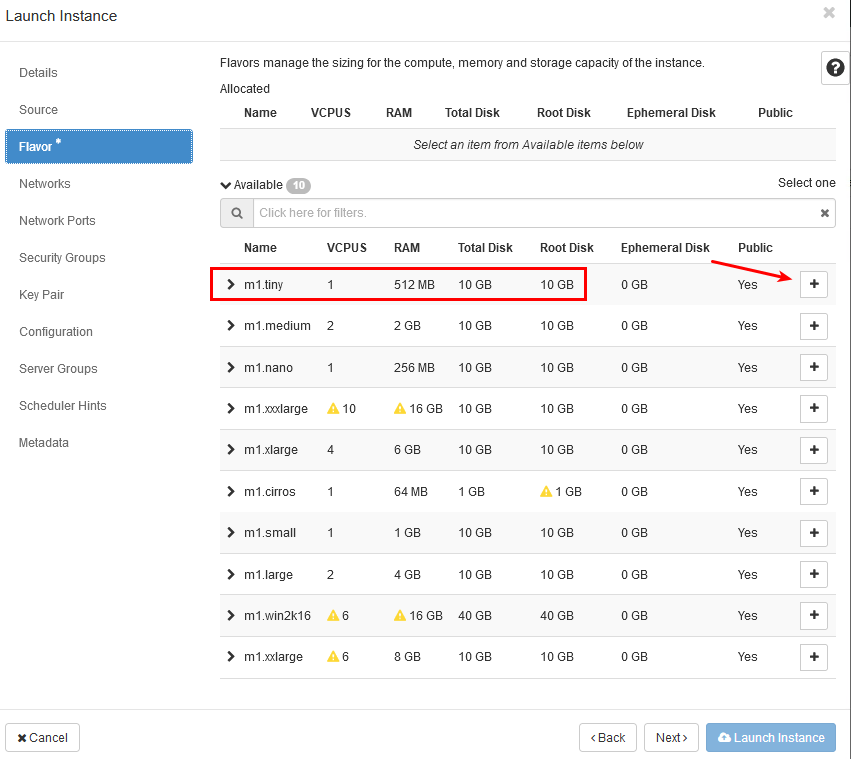 Launch Instance
Details
Source
Flavor *
Networks
Network Ports
Security Groups
Key Pair
Configuration
Server Groups
Scheduler Hints
Metadata
Flavors manage the sizing for the compute, memory and storage capacity of the instance.
Allocated
Name VCPUS RAM Total Disk Root Disk Ephemeral Disk Public
Select an item from Available items below
Available 10 Select one
Click here for filters.
Name VCPUS RAM Total Disk Root Disk Ephemeral Disk Public
m1.tiny 1 512 MB 10 GB 10 GB 0 GB Yes
m1.medium 2 2 GB 10 GB 10 GB 0 GB Yes
m1.nano 1 256 MB 10 GB 10 GB 0 GB Yes
m1.xxxlarge 10 16 GB 10 GB 10 GB 0 GB Yes
m1.xlarge 4 6 GB 10 GB 10 GB 0 GB Yes
m1.cirros 1 64 MB 1 GB 1 GB 0 GB Yes
m1.small 1 1 GB 10 GB 10 GB 0 GB Yes
m1.large 2 4 GB 10 GB 10 GB 0 GB Yes
m1.win2k16 6 16 GB 40 GB 40 GB 0 GB Yes
m1.xxlarge 6 8 GB 10 GB 10 GB 0 GB Yes
Cancel < Back Next > Launch Instance